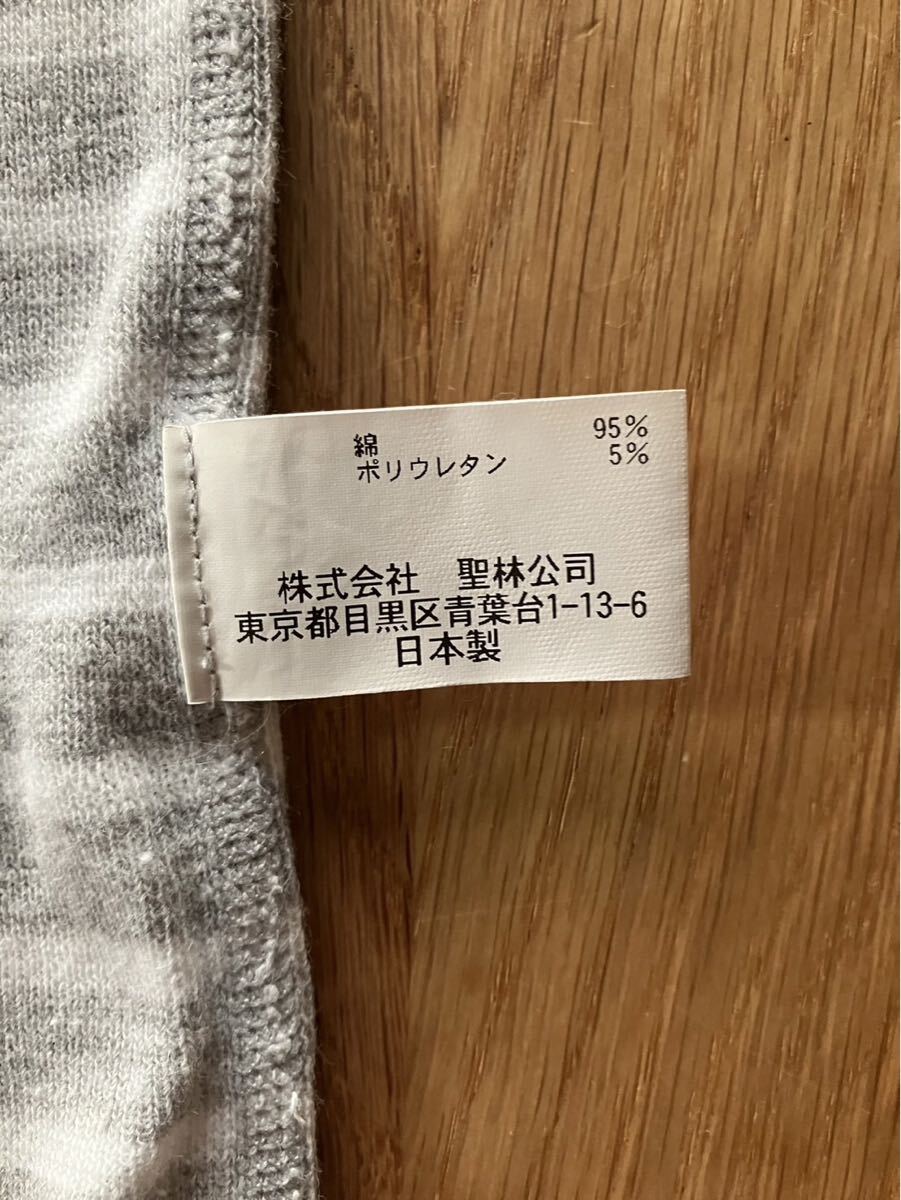 綿 95%
ポリウレタン 5%
株式会社 聖林公司
東京都目黒区青葉台1-13-6
日本製